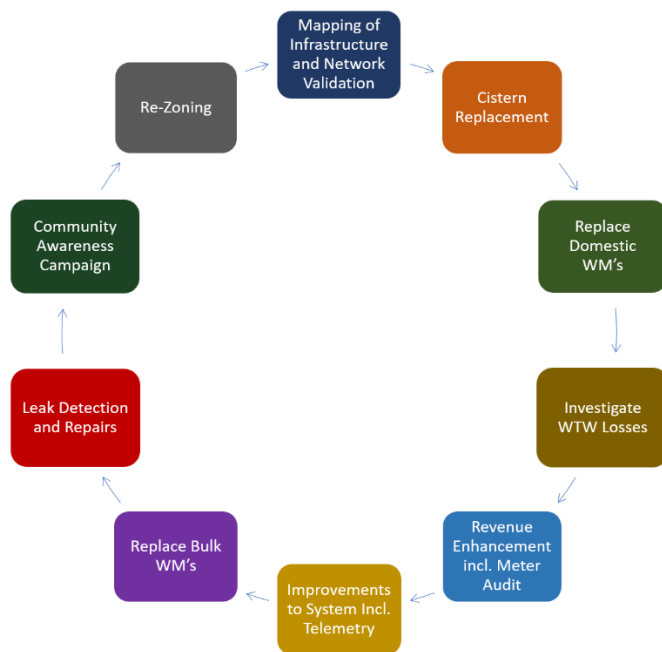 Mapping of
Infrastructure
and Network
Validation
Cistern
Replacement
Replace
Domestic
WM's
Investigate
WTW Losses
Revenue
Enhancement
incl. Meter
Audit
Improvements
to System Incl.
Telemetry
Replace Bulk
WM's
Leak Detection
and Repairs
Community
Awareness
Campaign
Re-Zoning